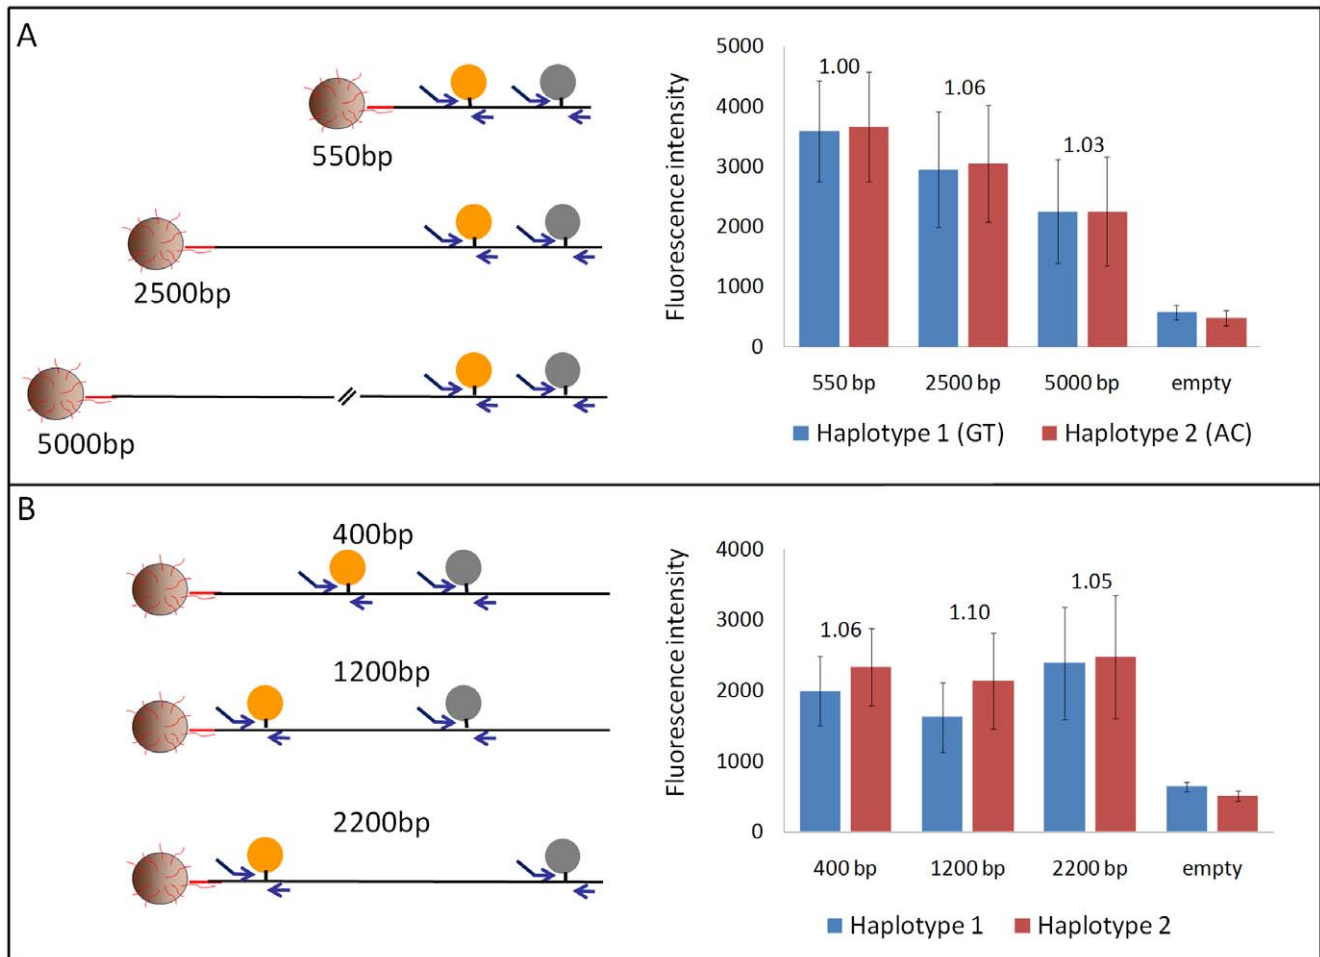 A
550bp
2500bp
5000bp
Fluorescence intensity
5000
4000
3000
2000
1000
0
1.00
1.06
1.03
550 bp
2500 bp
5000 bp
empty
Haplotype 1 (GT)
Haplotype 2 (AC)
B
400bp
1200bp
2200bp
Fluorescence intensity
4000
3000
2000
1000
0
1.06
1.10
1.05
400 bp
1200 bp
2200 bp
empty
Haplotype 1
Haplotype 2